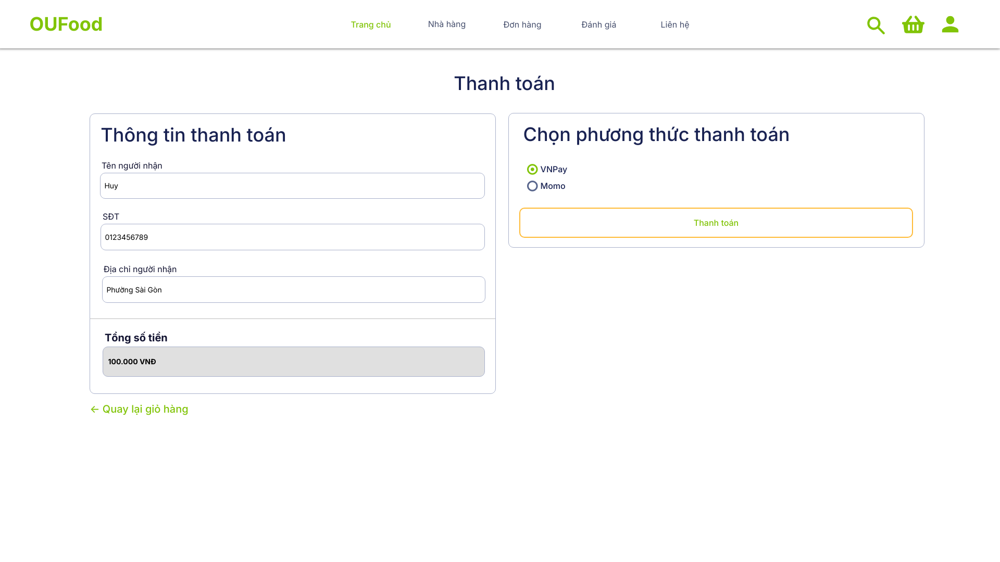 OUFood
Trang chủ
Nhà hàng
Đơn hàng
Đánh giá
Liên hệ
Thanh toán
Thông tin thanh toán
Tên người nhận
Huy
SĐT
0123456789
Địa chỉ người nhận
Phường Sài Gòn
Tổng số tiền
100.000 VNĐ
← Quay lại giỏ hàng
Chọn phương thức thanh toán
VNPay
Momo
Thanh toán